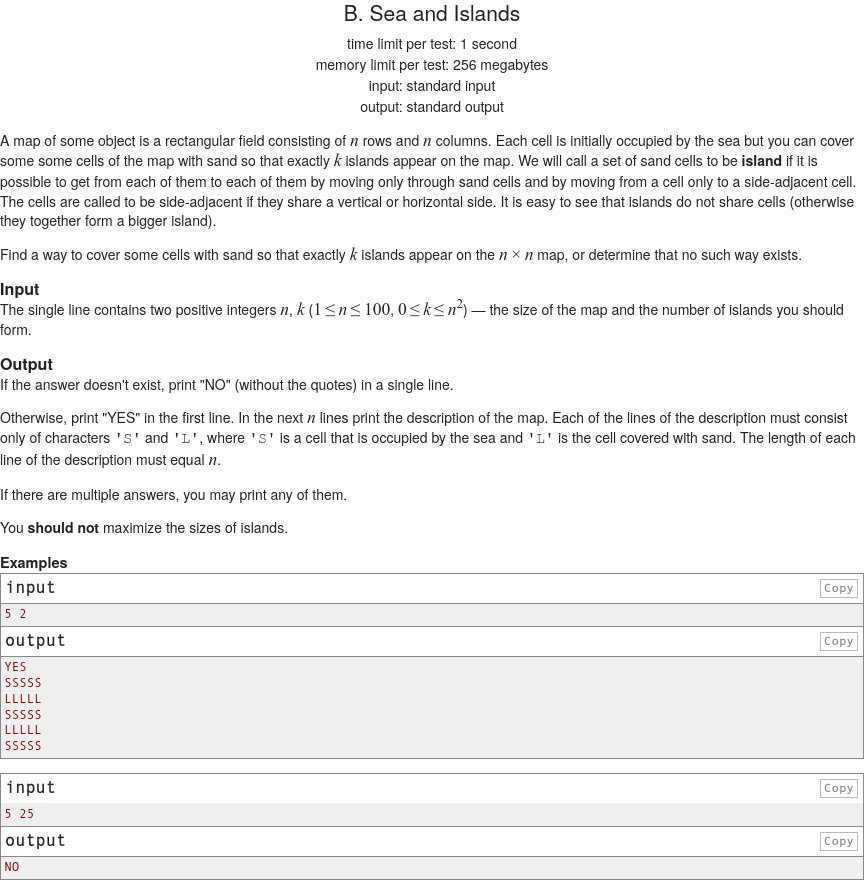 B. Sea and Islands
time limit per test: 1 second
memory limit per test: 256 megabytes
input: standard input
output: standard output
A map of some object is a rectangular field consisting of n rows and n columns. Each cell is initially occupied by the sea but you can cover
some some cells of the map with sand so that exactly k islands appear on the map. We will call a set of sand cells to be island if it is
possible to get from each of them to each of them by moving only through sand cells and by moving from a cell only to a side-adjacent cell.
The cells are called to be side-adjacent if they share a vertical or horizontal side. It is easy to see that islands do not share cells (otherwise
they together form a bigger island).
Find a way to cover some cells with sand so that exactly k islands appear on the n × n map, or determine that no such way exists.
Input
The single line contains two positive integers n, k (1 ≤ n ≤ 100, 0 ≤ k ≤ n²) — the size of the map and the number of islands you should
form.
Output
If the answer doesn't exist, print "NO" (without the quotes) in a single line.
Otherwise, print "YES" in the first line. In the next n lines print the description of the map. Each of the lines of the description must consist
only of characters 'S' and 'L', where 'S' is a cell that is occupied by the sea and 'L' is the cell covered with sand. The length of each
line of the description must equal n.
If there are multiple answers, you may print any of them.
You should not maximize the sizes of islands.
Examples
input Copy
5 2
output Copy
YES
SSSSS
LLLLL
SSSSS
LLLLL
SSSSS
input Copy
5 25
output Copy
NO